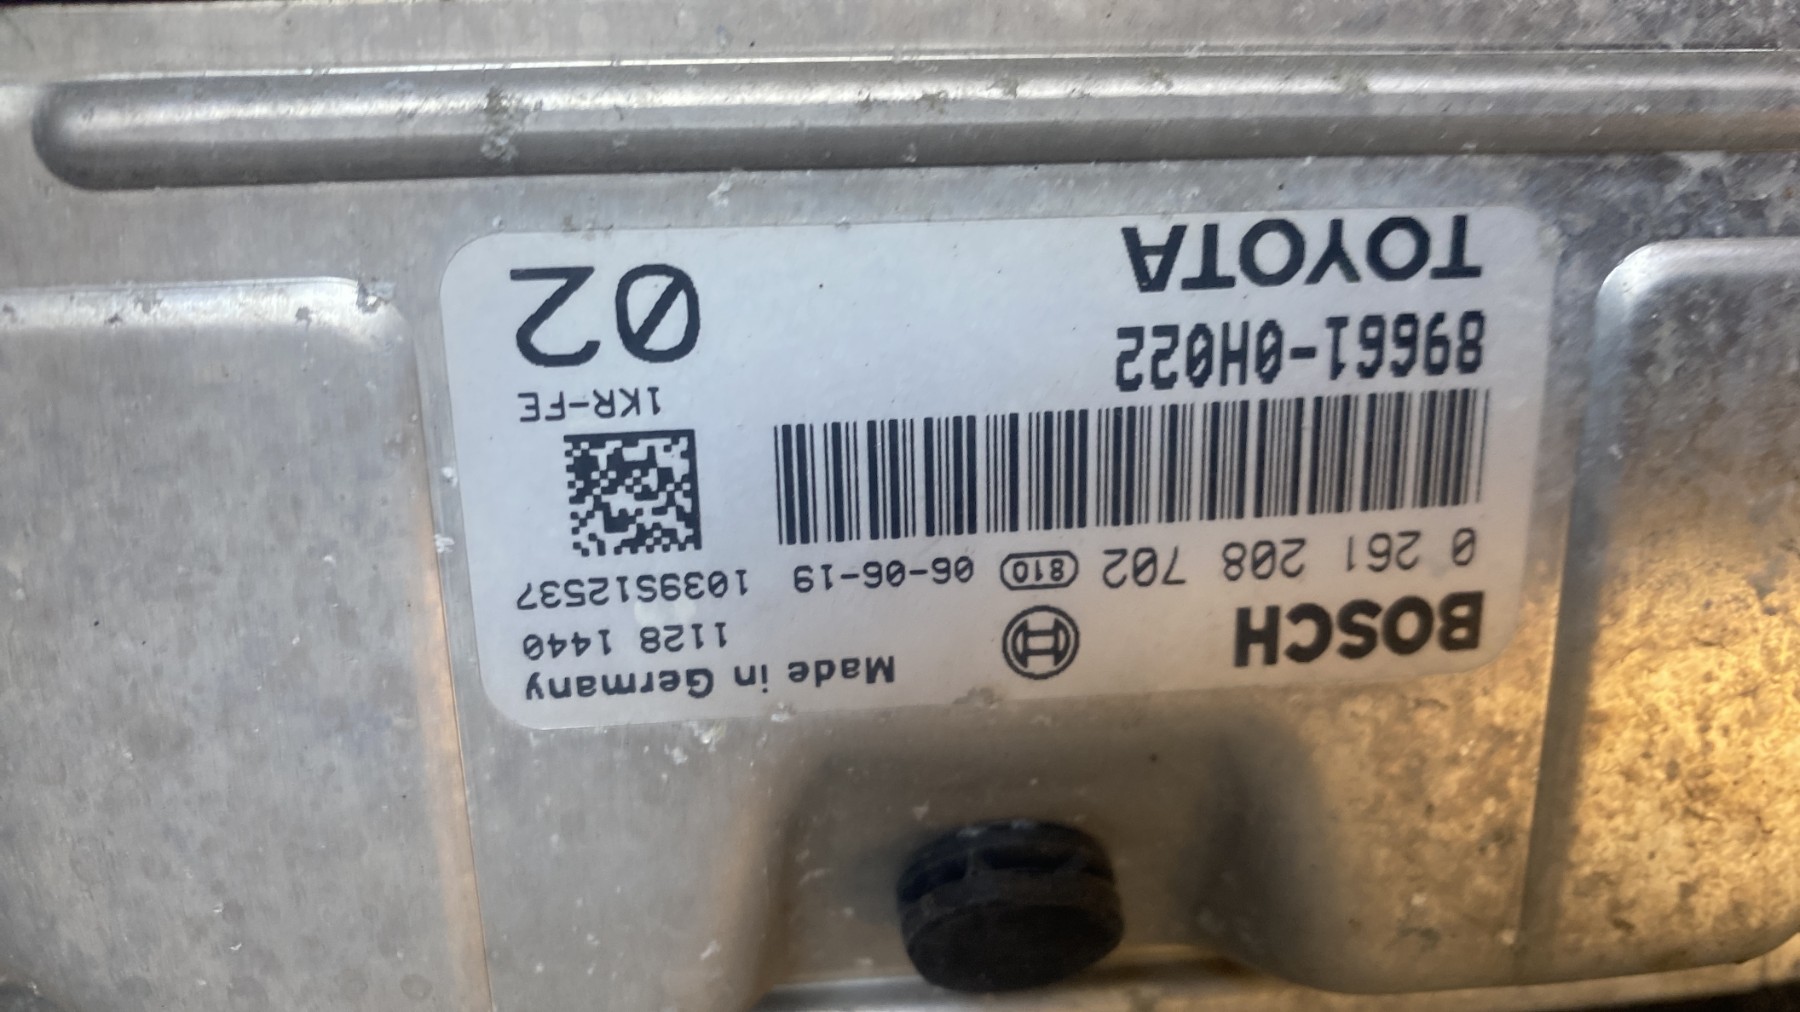 BOSCH Made in Germany
1128 1440
0 261 208 702 810 06-06-19 1039S12537
89661-0H022 1KR-FE
TOYOTA 02